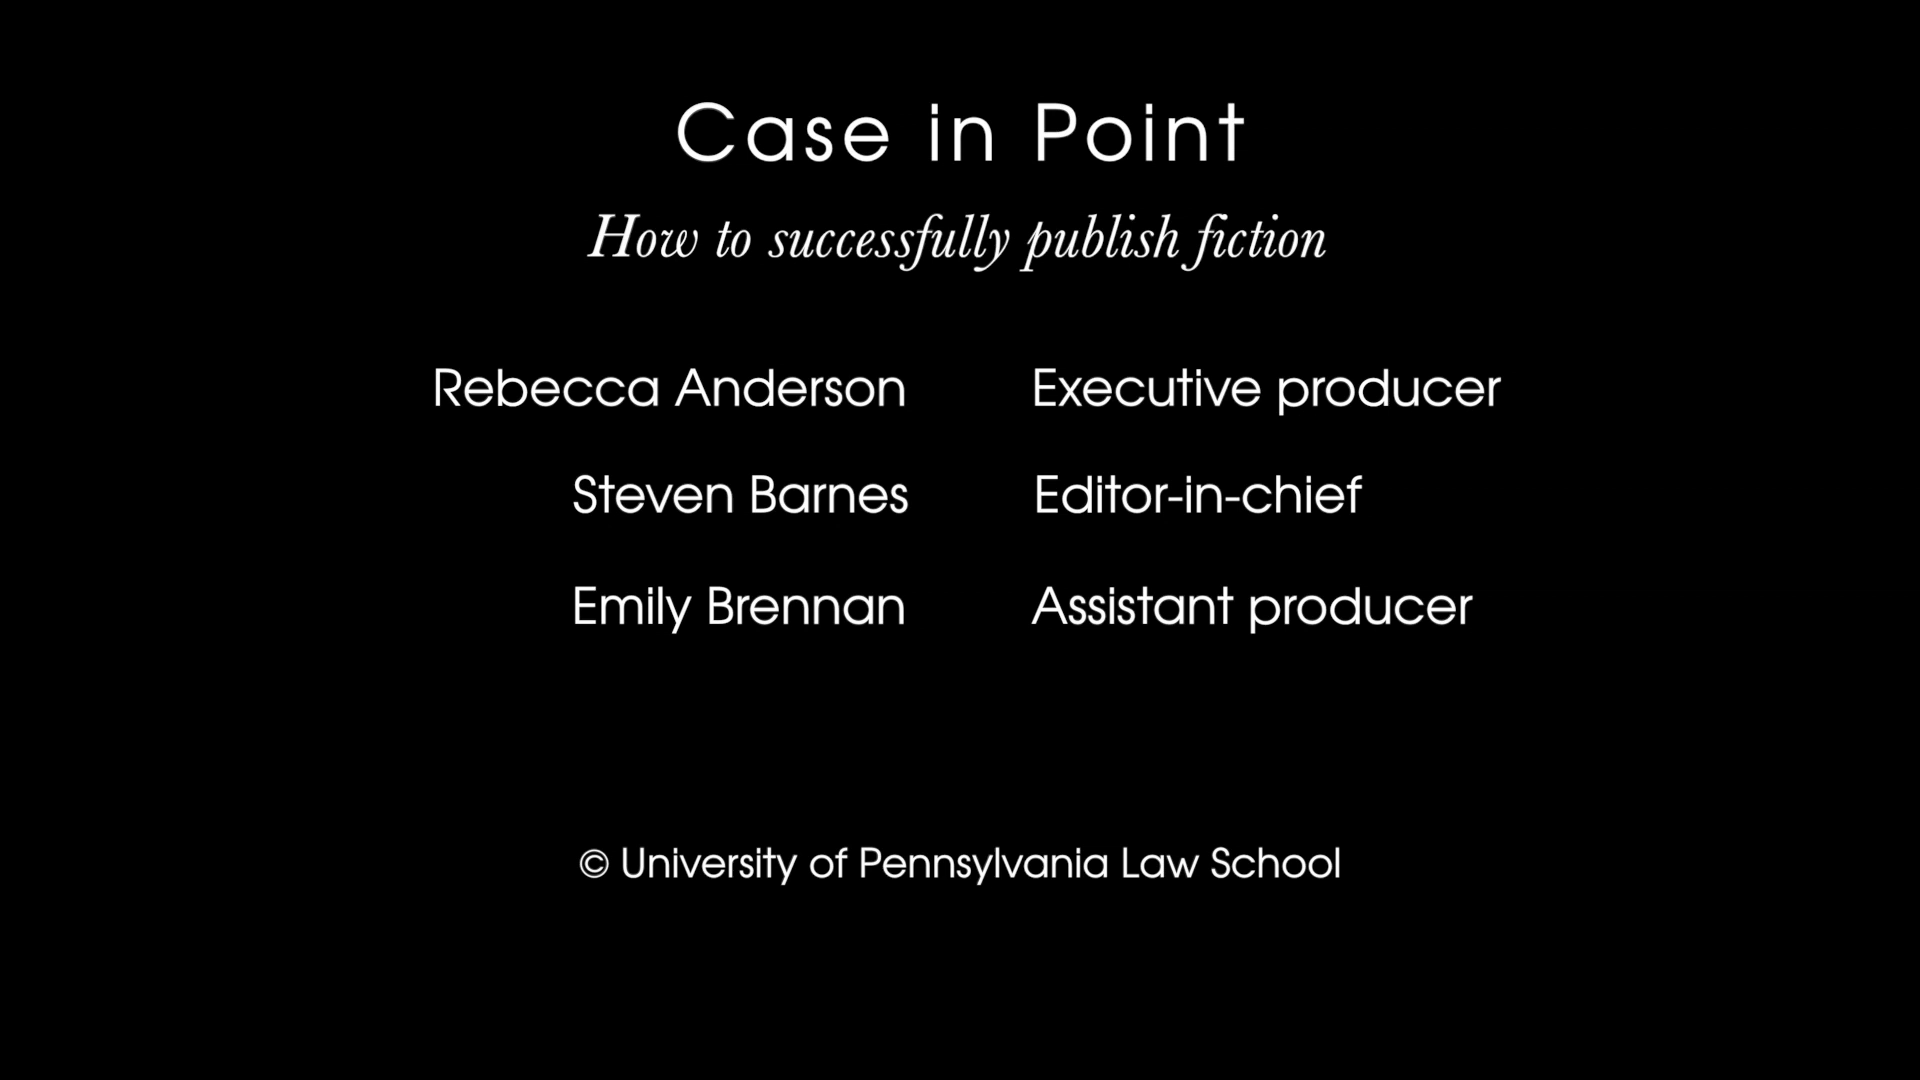 Case in Point
How to successfully publish fiction
Rebecca Anderson Executive producer
Steven Barnes Editor-in-chief
Emily Brennan Assistant producer
© University of Pennsylvania Law School